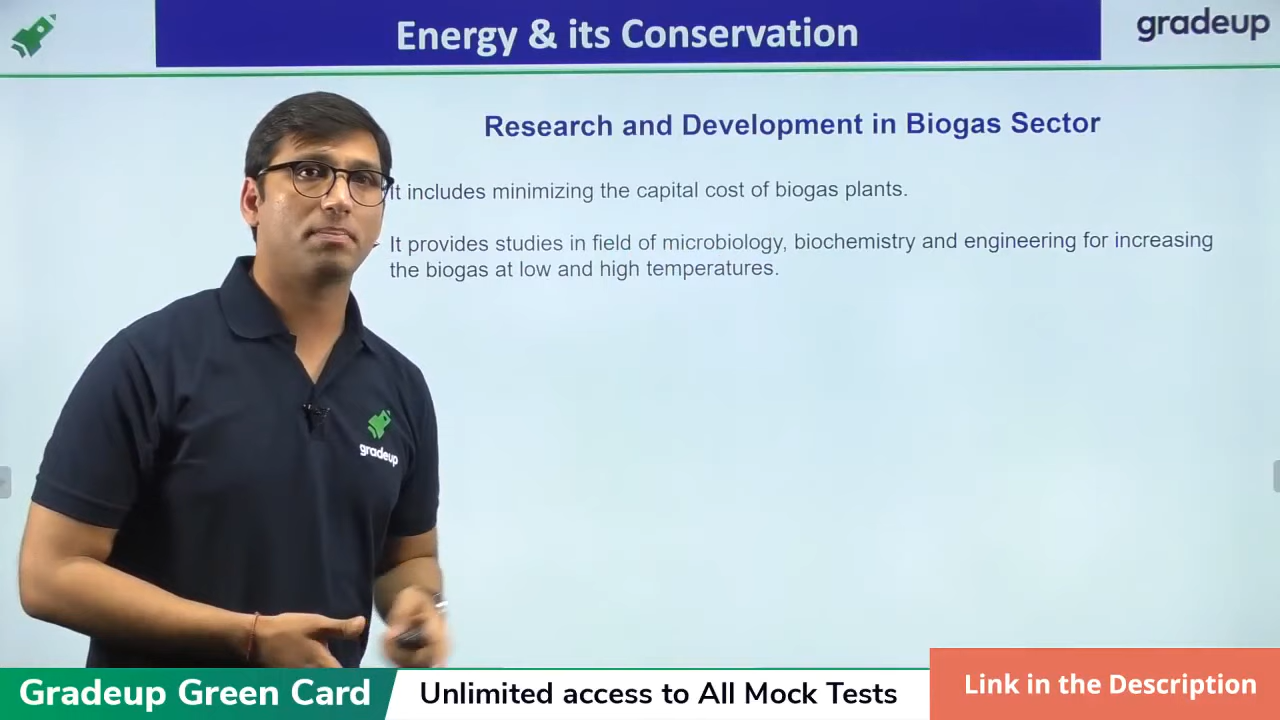 Energy & its Conservation
gradeup
Research and Development in Biogas Sector
It includes minimizing the capital cost of biogas plants.
It provides studies in field of microbiology, biochemistry and engineering for increasing
the biogas at low and high temperatures.
gradeup
Gradeup Green Card
Unlimited access to All Mock Tests
Link in the Description